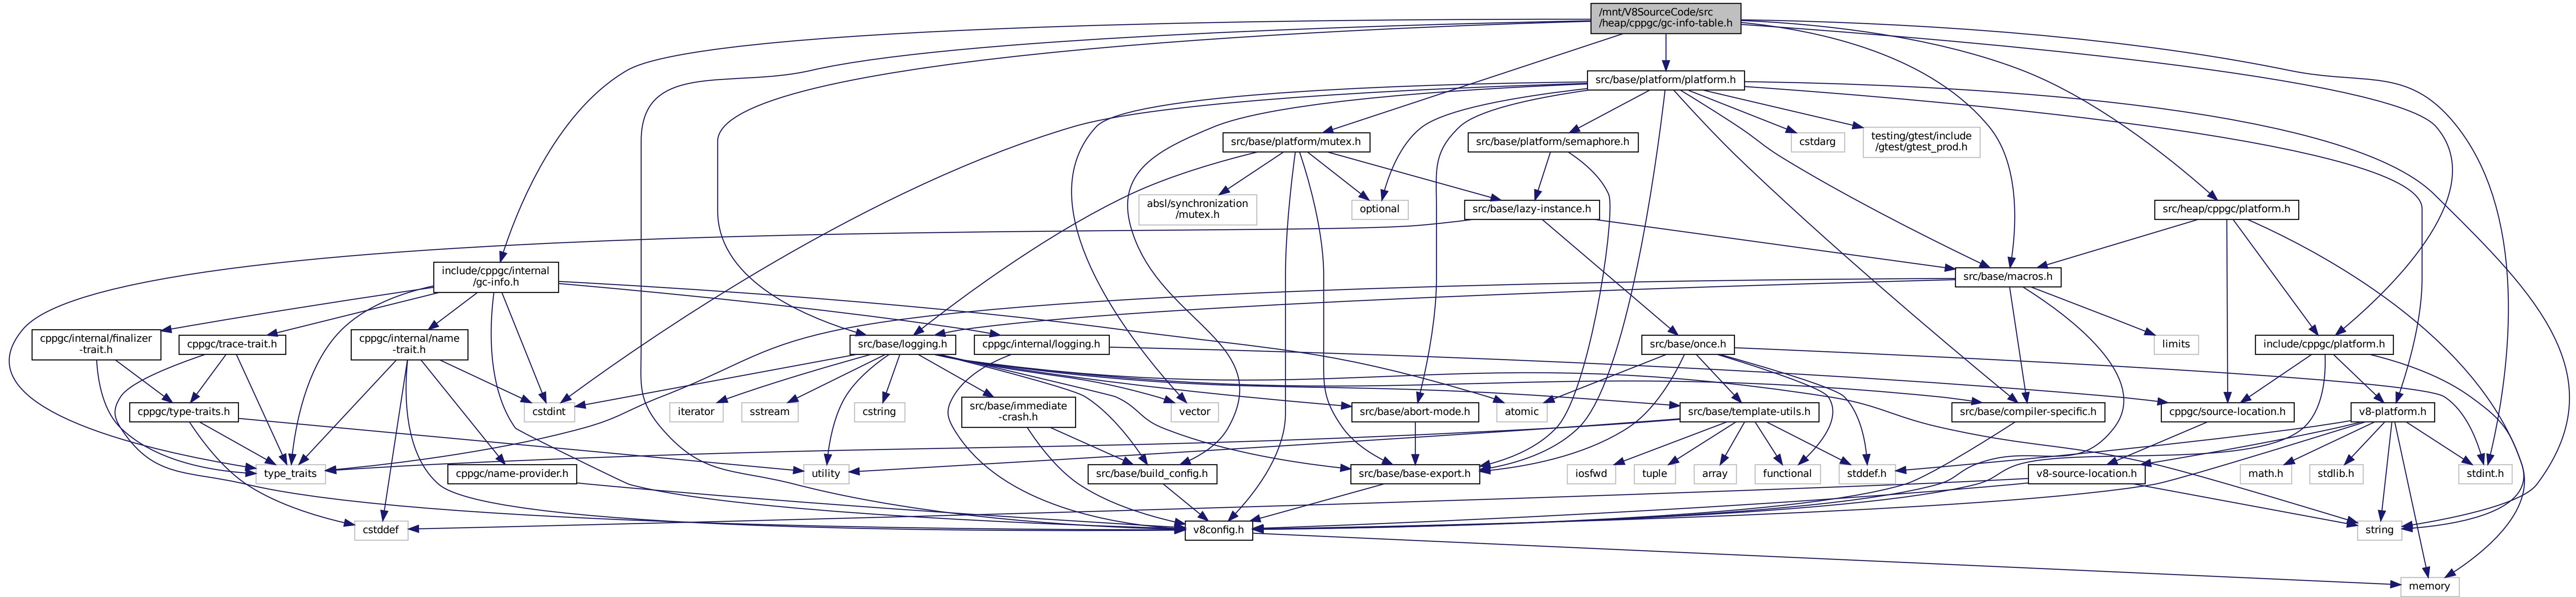 /mnt/V8SourceCode/src
/heap/cppgc/gc-info-table.h
src/base/platform/platform.h
src/base/platform/mutex.h
src/base/platform/semaphore.h
cstdarg
testing/gtest/include
/gtest/gtest_prod.h
absl/synchronization
/mutex.h
optional
src/base/lazy-instance.h
src/heap/cppgc/platform.h
include/cppgc/internal
/gc-info.h
src/base/macros.h
cppgc/internal/finalizer
-trait.h
cppgc/trace-trait.h
cppgc/internal/name
-trait.h
src/base/logging.h
cppgc/internal/logging.h
src/base/once.h
limits
include/cppgc/platform.h
cppgc/type-traits.h
cstdint
iterator
sstream
cstring
src/base/immediate
-crash.h
vector
src/base/abort-mode.h
atomic
src/base/template-utils.h
src/base/compiler-specific.h
cppgc/source-location.h
v8-platform.h
type_traits
cppgc/name-provider.h
utility
src/base/build_config.h
src/base/base-export.h
iosfwd
tuple
array
functional
stddef.h
v8-source-location.h
math.h
stdlib.h
stdint.h
cstddef
v8config.h
string
memory